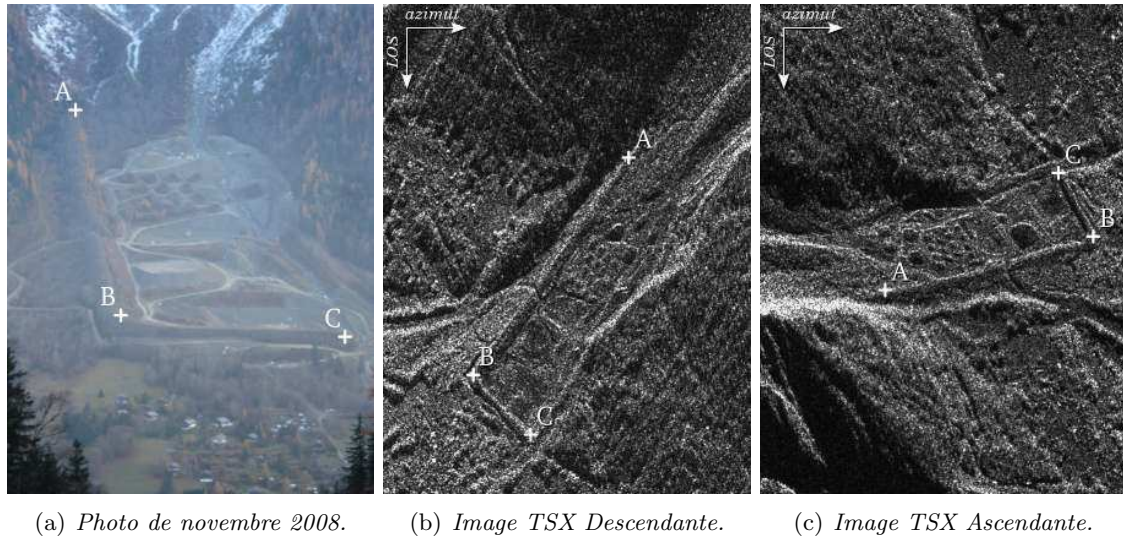 A
B
C
azimut
LOS
A
B
C
azimut
LOS
C
B
A
(a) Photo de novembre 2008.
(b) Image TSX Descendante.
(c) Image TSX Ascendante.